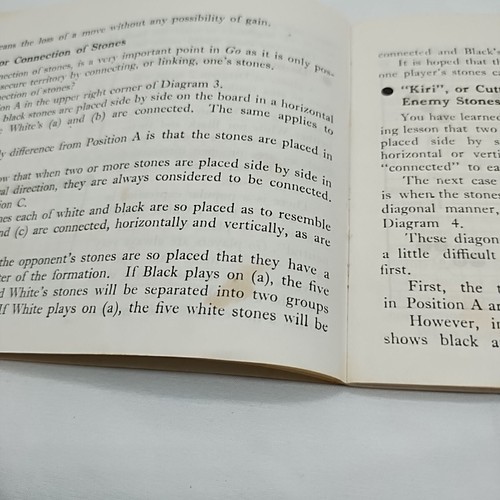 eans the loss of a move without any possibility of gain.
or Connection of Stones
nection of stones, is a very important point in Go as it is only pos-
secure territory by connecting, or linking, one's stones.
nection of stones?
on A in the upper right corner of Diagram 3.
black stones are placed side by side on the board in a horizontal
White's (a) and (b) are connected. The same applies to
ly difference from Position A is that the stones are placed in
ow that when two or more stones are placed side by side in
al direction, they are always considered to be connected.
ion C.
nes each of white and black are so placed as to resemble
nd (c) are connected, horizontally and vertically, as are
the opponent's stones are so placed that they have a
ter of the formation. If Black plays on (a), the five
d White's stones will be separated into two groups
If White plays on (a), the five white stones will be
connected and Black's
It is hoped that th
one player's stones ca
● "Kiri", or Cutt
Enemy Stones
You have learned
ing lesson that two
placed side by s
horizontal or verti
"connected" to ea
The next case
is when the stones
diagonal manner,
Diagram 4.
These diagon
a little difficult
first.
First, the t
in Position A an
However, in
shows black a